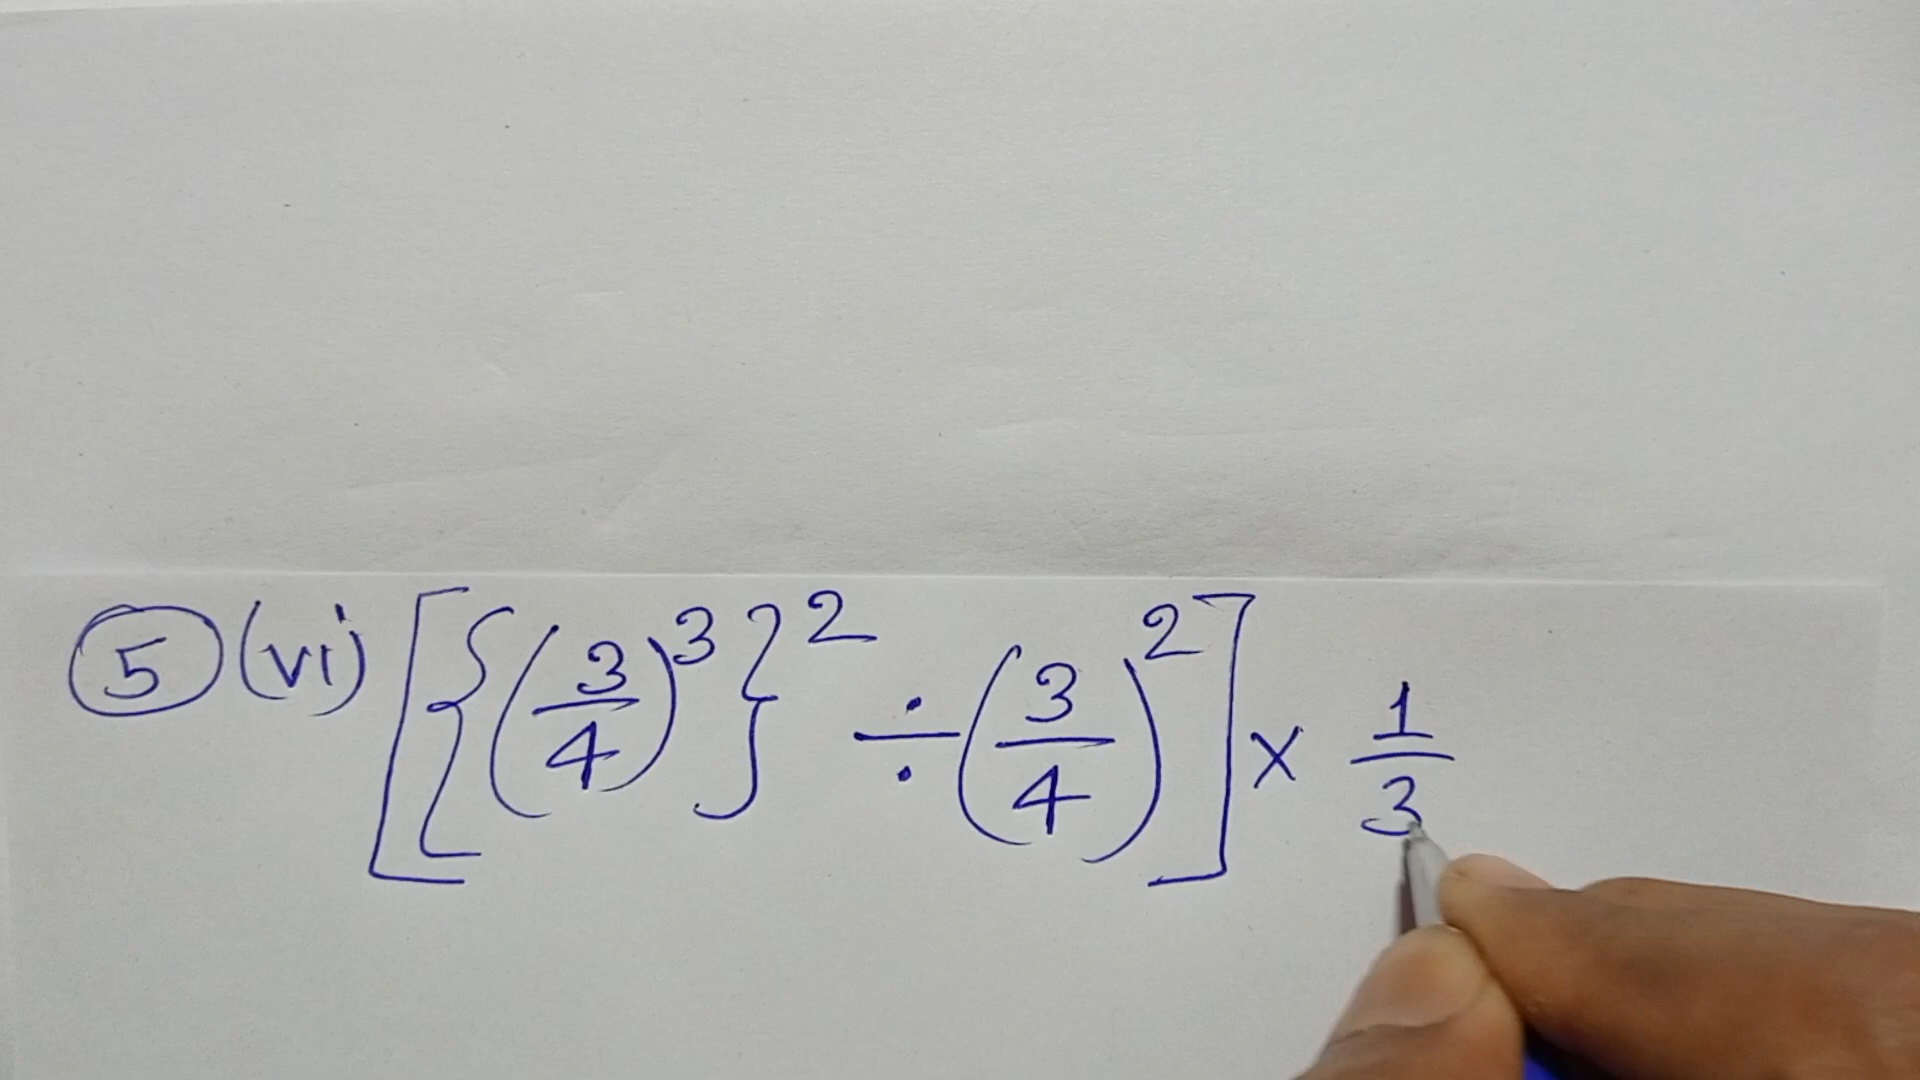 5 (vi) [{(3/4)³}² ÷ (3/4)²] × 1/3